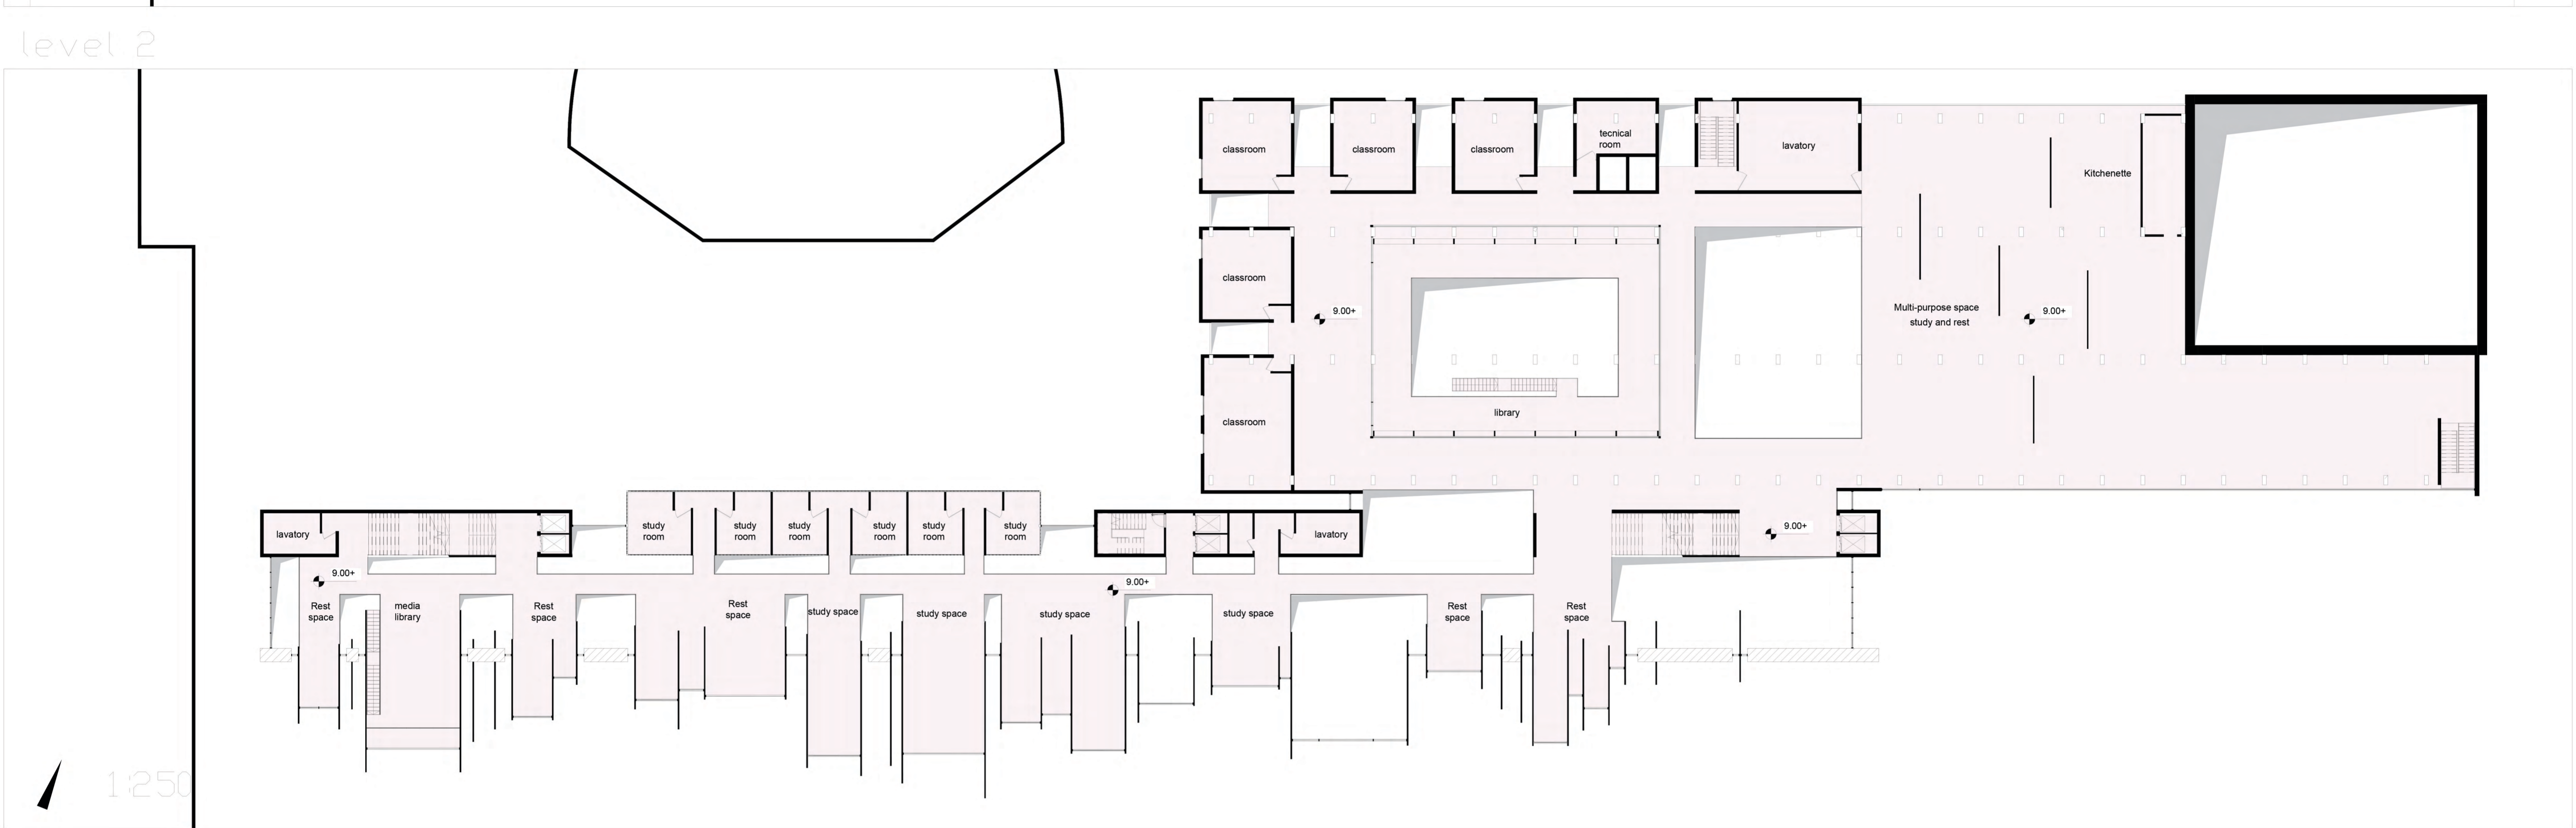 level 2
classroom
classroom
classroom
tecnical
room
lavatory
Kitchenette
classroom
9.00+
Multi-purpose space
study and rest
9.00+
library
classroom
lavatory
study
room
study
room
study
room
study
room
study
room
study
room
lavatory
9.00+
9.00+
9.00+
Rest
space
media
library
Rest
space
Rest
space
study space
study space
study space
study space
Rest
space
Rest
space
1:250